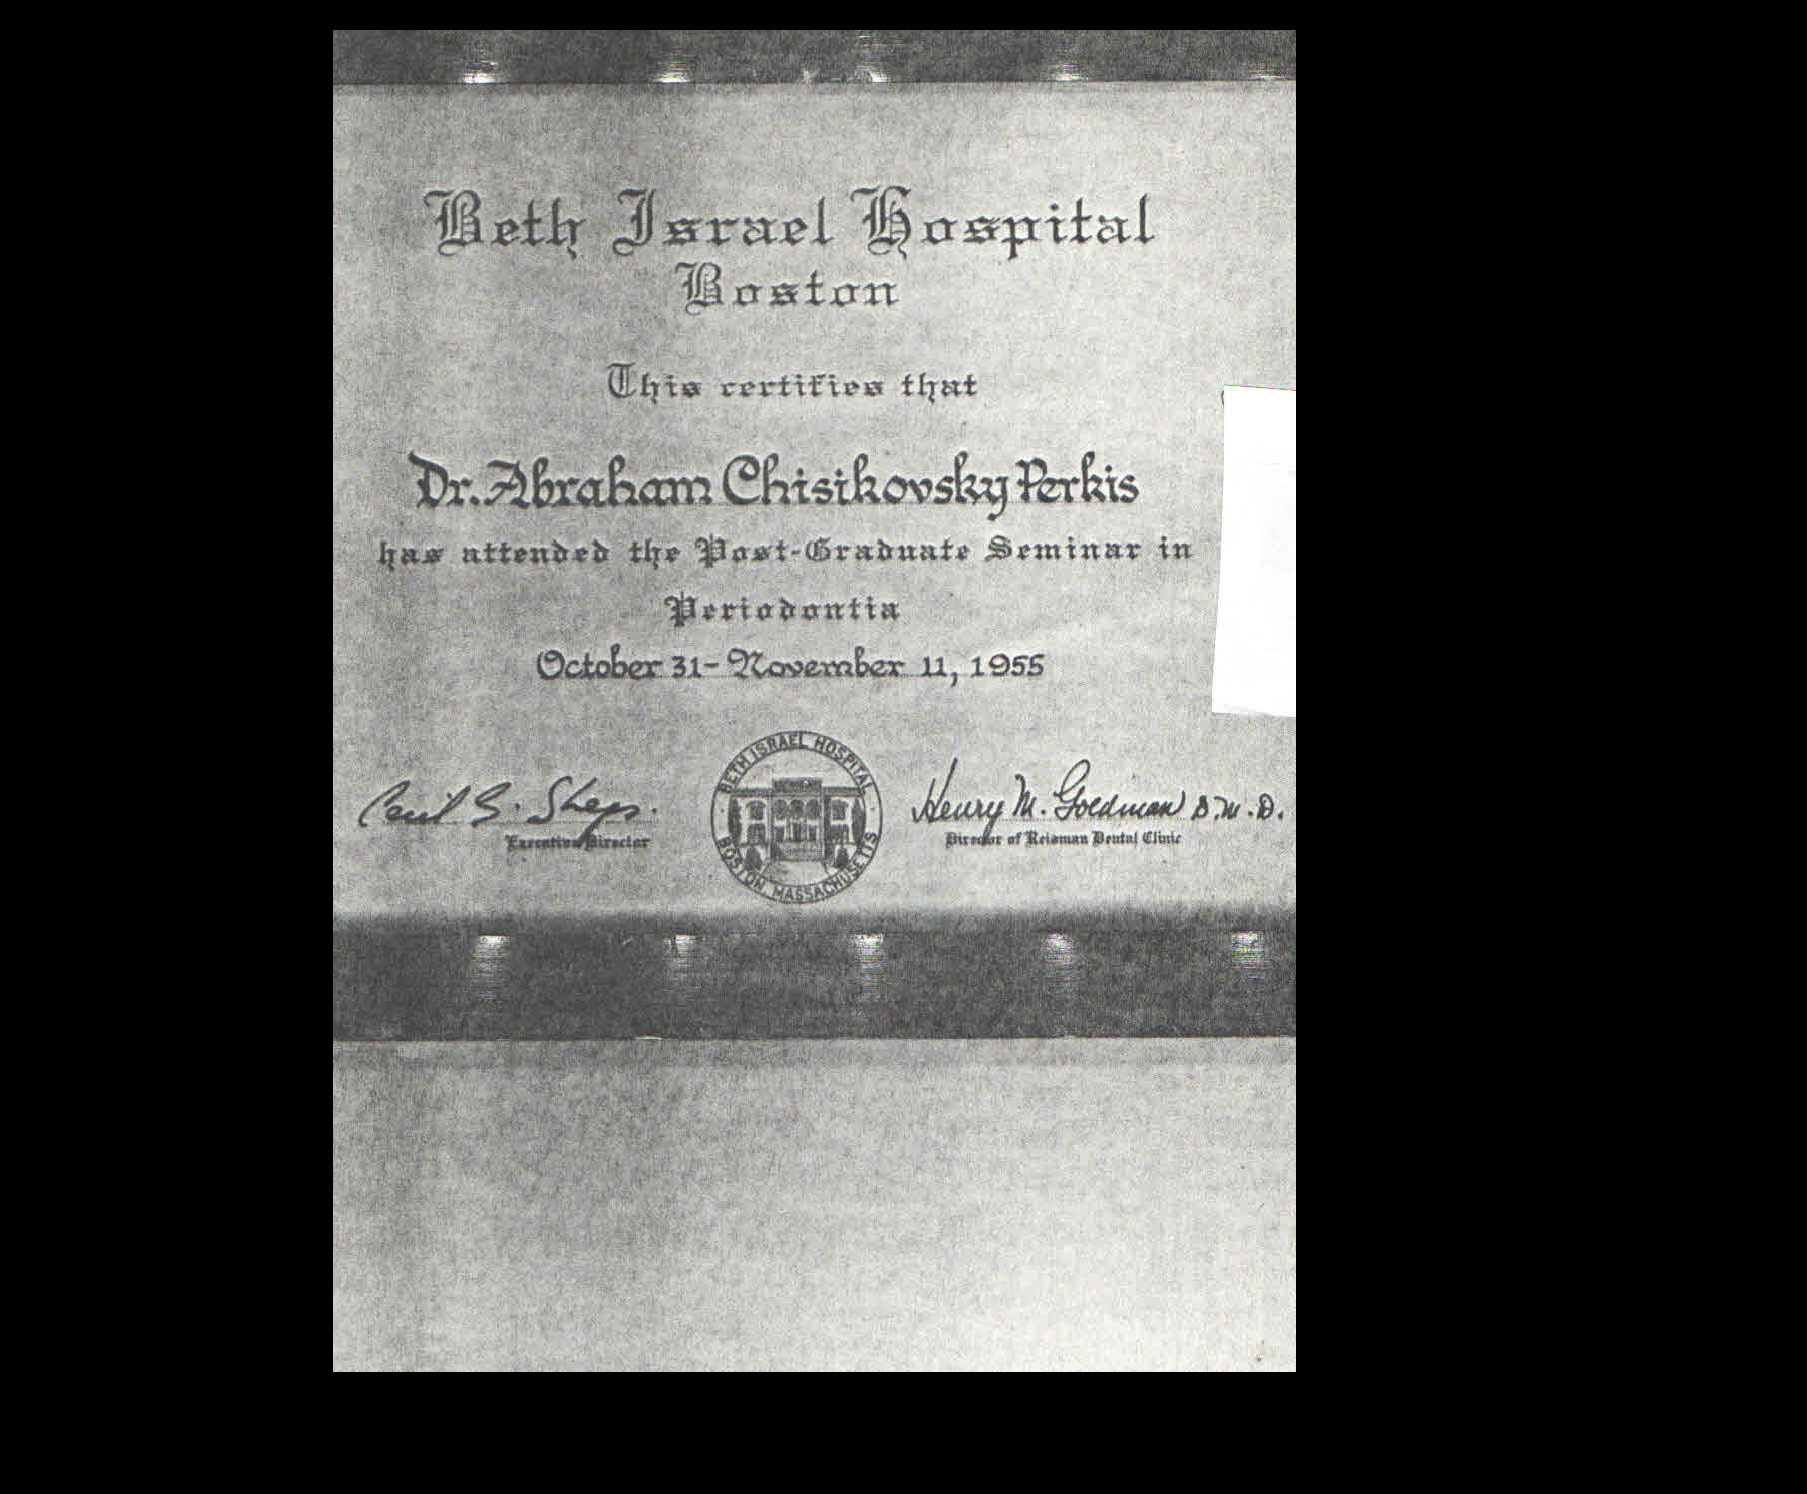 Beth Israel Hospital
Boston
This certifies that
Dr. Abraham Chisikovsky Perkis
has attended the Post-Graduate Seminar in
Periodontia
October 31 - November 11, 1955
Cecil G. Sheps.
Executive Director
BETH ISRAEL HOSPITAL
BOSTON, MASSACHUSETTS
Henry M. Goldman D.M.D.
Director of Reisman Dental Clinic